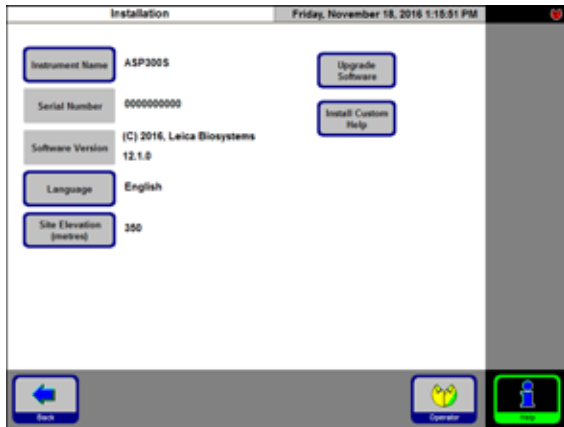 Installation
Friday, November 18, 2016 1:15:51 PM
Instrument Name
ASP300S
Upgrade
Software
Serial Number
0000000000
Install Custom
Help
Software Version
(C) 2016, Leica Biosystems
12.1.0
Language
English
Site Elevation
(metres)
350
Back
Operator
Help